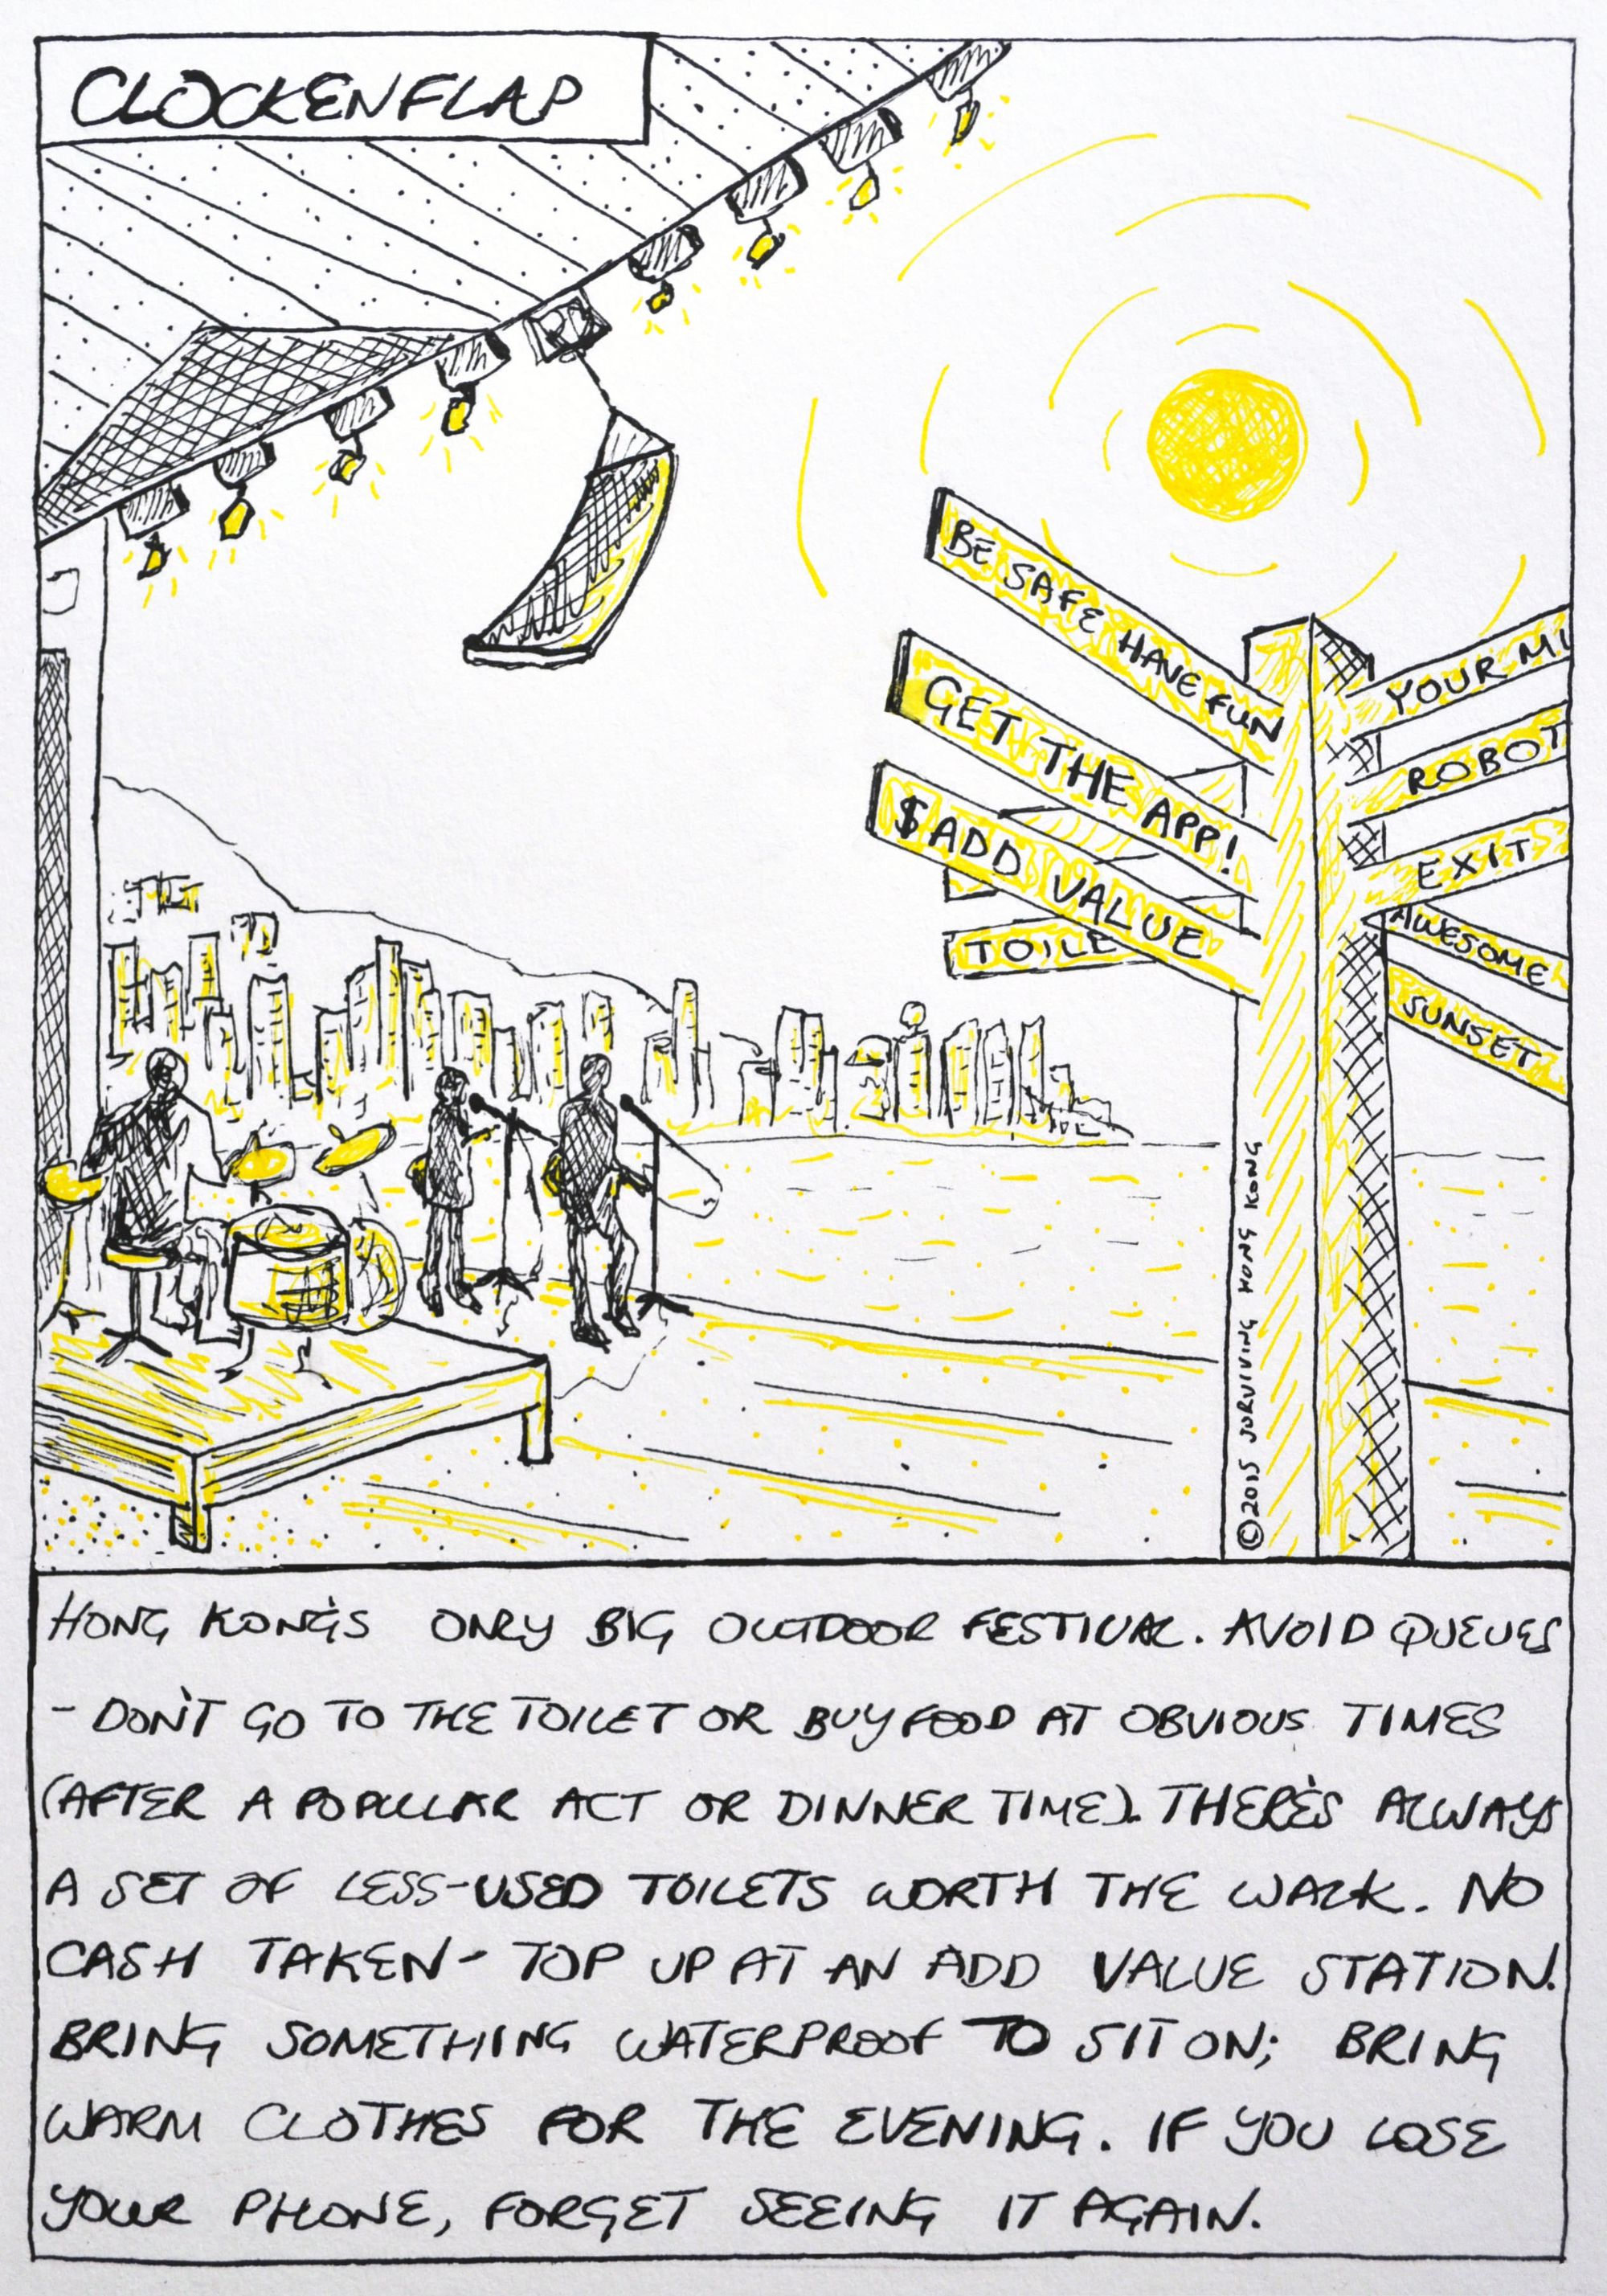 CLOCKENFLAP
BE SAFE HAVE FUN
GET THE APP!
$ADD VALUE
TOILE
YOUR MI
ROBOT
EXIT
AWESOME
SUNSET
©2015 SURVIVING HONG KONG
HONG KONG'S ONLY BIG OUTDOOR FESTIVAL. AVOID QUEUES
- DON'T GO TO THE TOILET OR BUY FOOD AT OBVIOUS TIMES
(AFTER A POPULAR ACT OR DINNER TIME). THERE'S ALWAYS
A SET OF LESS-USED TOILETS WORTH THE WALK. NO
CASH TAKEN - TOP UP AT AN ADD VALUE STATION.
BRING SOMETHING WATERPROOF TO SIT ON; BRING
WARM CLOTHES FOR THE EVENING. IF YOU LOSE
YOUR PHONE, FORGET SEEING IT AGAIN.